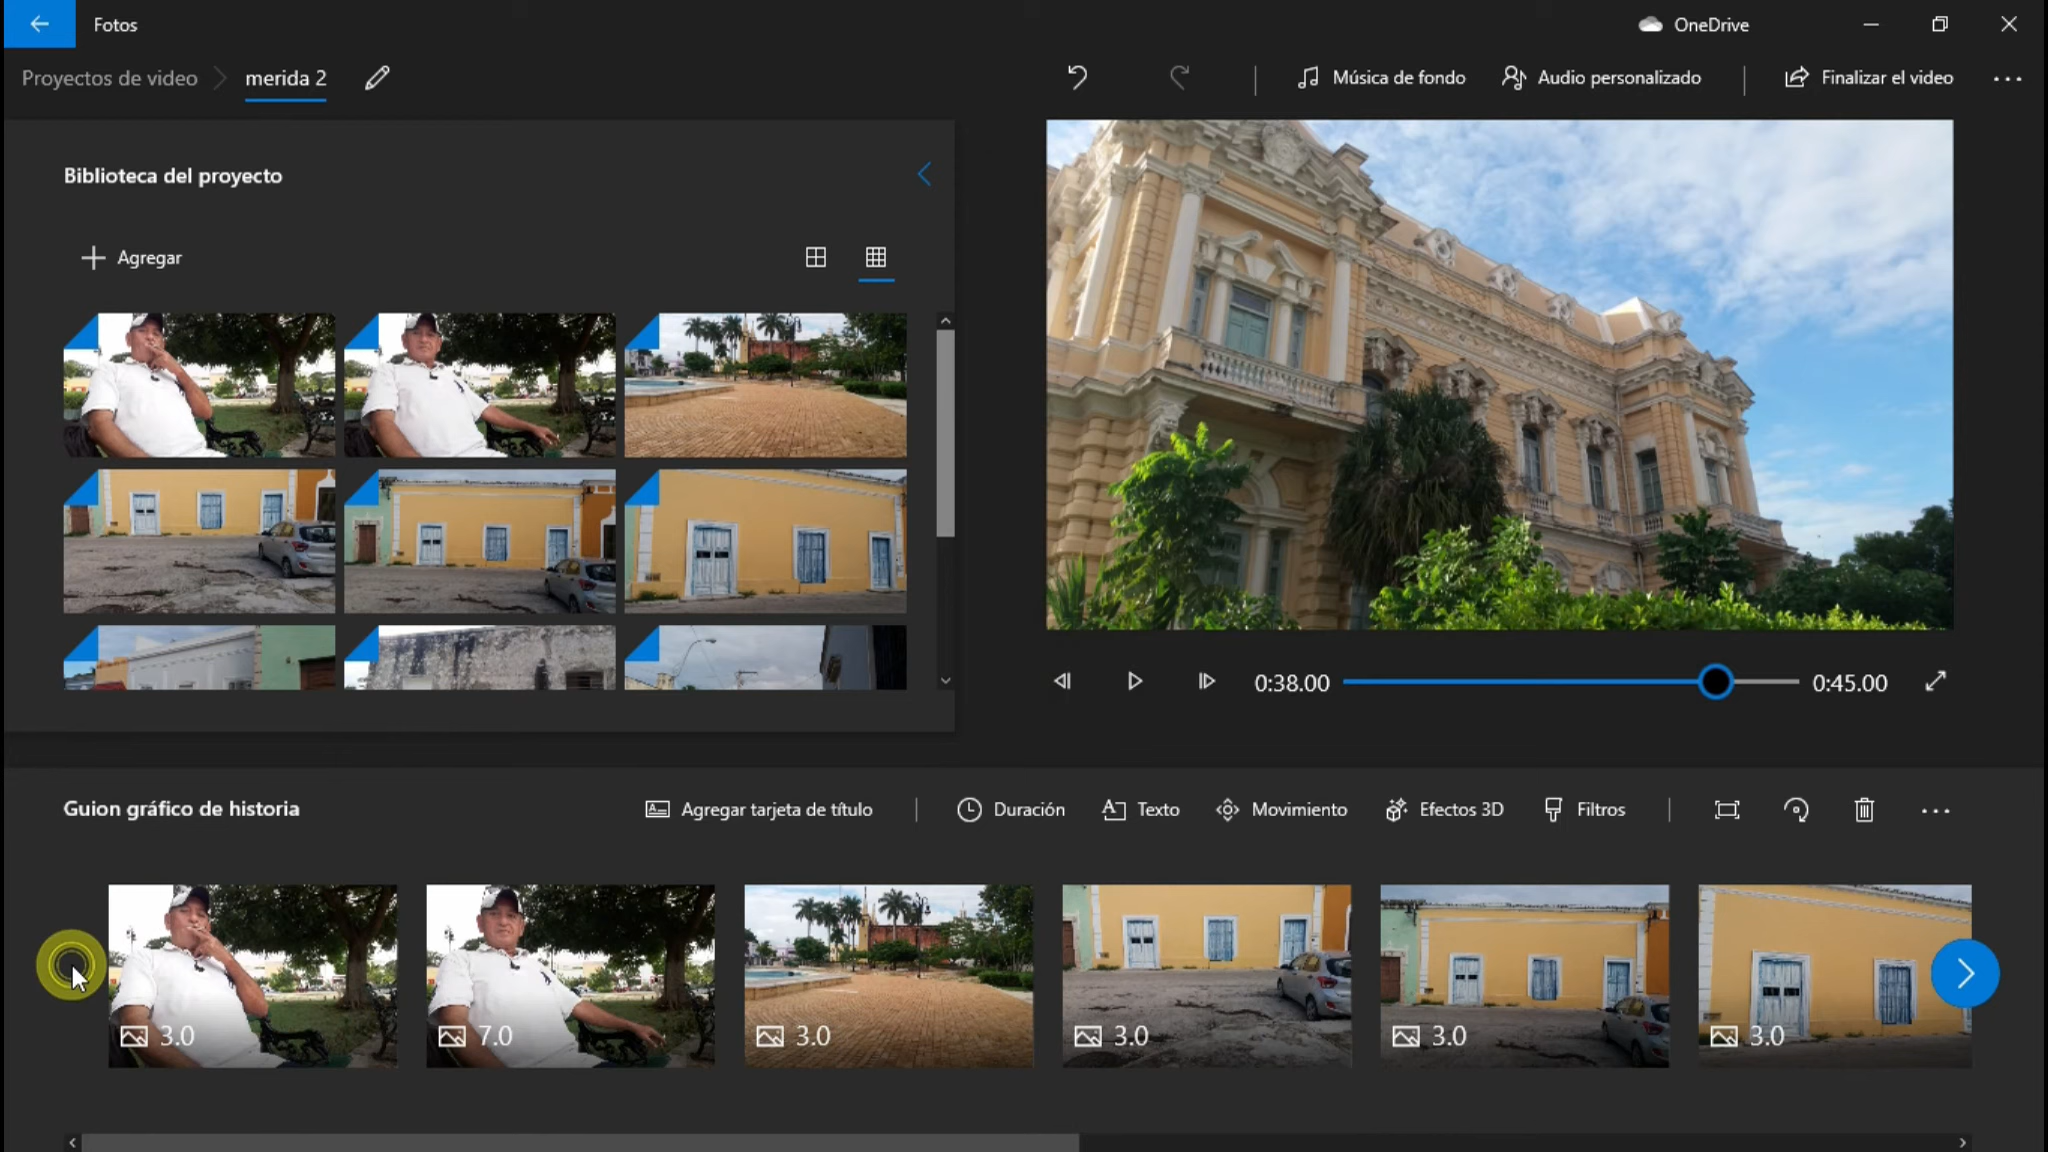 Fotos
OneDrive
Proyectos de video
merida 2
Música de fondo
Audio personalizado
Finalizar el video
Biblioteca del proyecto
Agregar
0:38.00
0:45.00
Guion gráfico de historia
Agregar tarjeta de título
Duración
Texto
Movimiento
Efectos 3D
Filtros
3.0
7.0
3.0
3.0
3.0
3.0